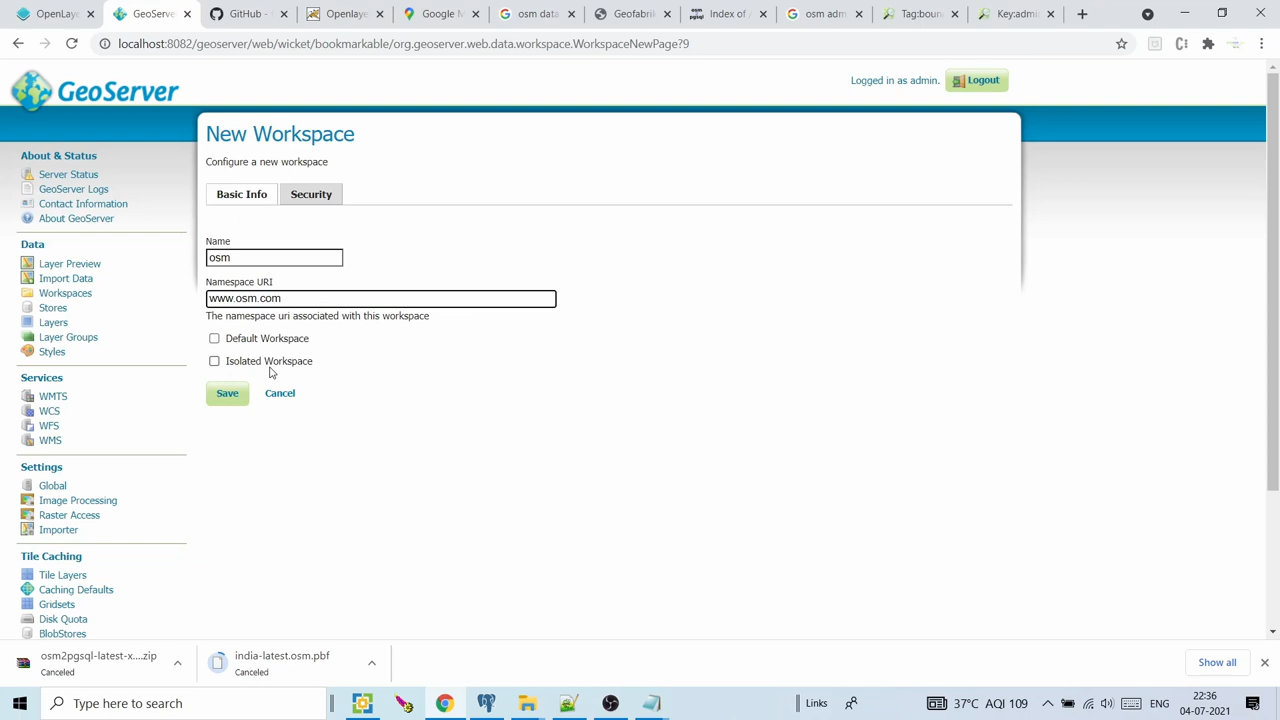 GeoServe
GitHub - 
Openlaye
Google M
osm data
Geofabrik
Index of /
osm adm
Tag:boun
Key:admi
localhost:8082/geoserver/web/wicket/bookmarkable/org.geoserver.web.data.workspace.WorkspaceNewPage?9
GeoServer
Logged in as admin.
Logout
New Workspace
Configure a new workspace
Basic Info
Security
Name
osm
Namespace URI
www.osm.com
The namespace uri associated with this workspace
Default Workspace
Isolated Workspace
Save
Cancel
About & Status
Server Status
GeoServer Logs
Contact Information
About GeoServer
Data
Layer Preview
Import Data
Workspaces
Stores
Layers
Layer Groups
Styles
Services
WMTS
WCS
WFS
WMS
Settings
Global
Image Processing
Raster Access
Importer
Tile Caching
Tile Layers
Caching Defaults
Gridsets
Disk Quota
BlobStores
osm2pgsql-latest-x....zip
Canceled
india-latest.osm.pbf
Canceled
Show all
Type here to search
Links
37°C AQI 109
ENG
22:36
04-07-2021